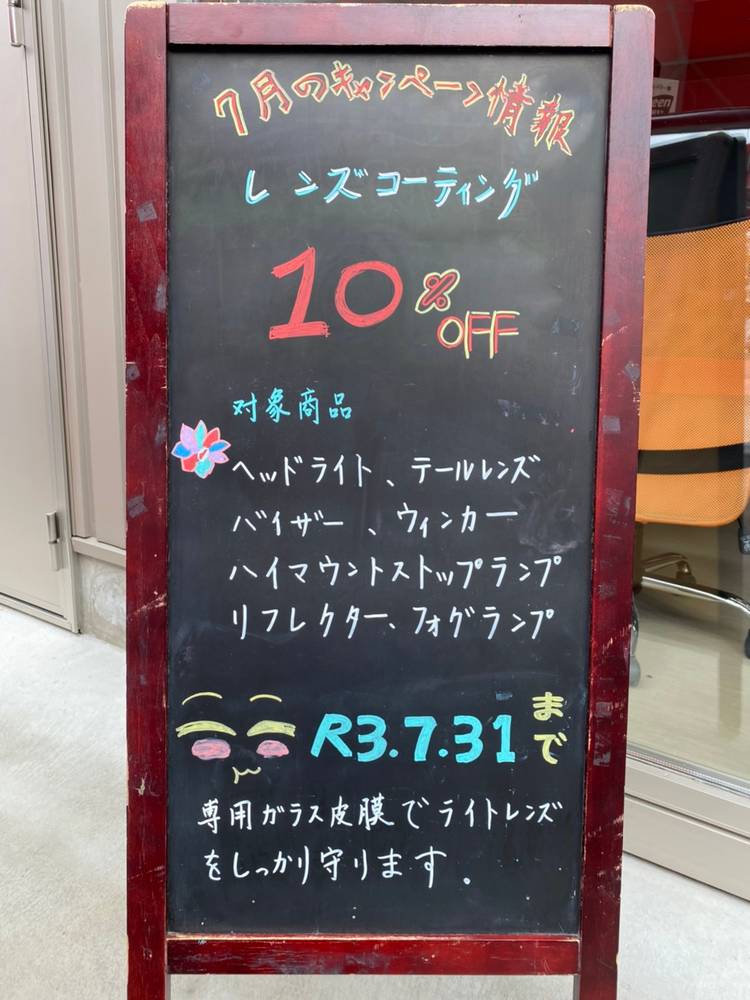 7月のキャンペーン情報
レンズコーティング
10%
OFF
対象商品
ヘッドライト、テールレンズ
バイザー、ウィンカー
ハイマウントストップランプ
リフレクター、フォグランプ
R3.7.31まで
専用ガラス皮膜でライトレンズ
をしっかり守ります.